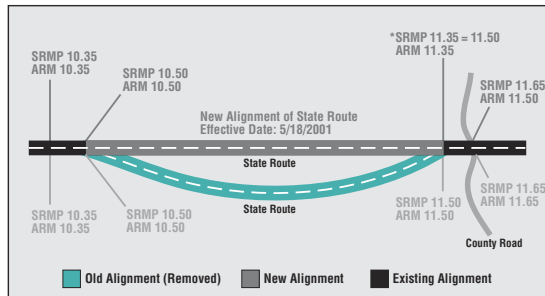 *SRMP 11.35 = 11.50
ARM 11.35
SRMP 10.35
ARM 10.35
SRMP 10.50
ARM 10.50
SRMP 11.65
ARM 11.50
New Alignment of State Route
Effective Date: 5/18/2001
State Route
State Route
SRMP 10.35
ARM 10.35
SRMP 10.50
ARM 10.50
SRMP 11.50
ARM 11.50
SRMP 11.65
ARM 11.65
County Road
Old Alignment (Removed)
New Alignment
Existing Alignment